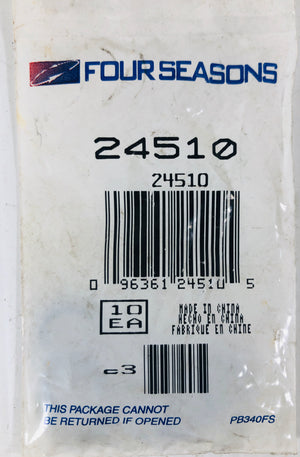 FOUR SEASONS
24510
24510
0 96361 24510 5
10
EA
MADE IN CHINA
HECHO EN CHINA
FABRIQUE EN CHINE
c3
THIS PACKAGE CANNOT
BE RETURNED IF OPENED
PB340FS